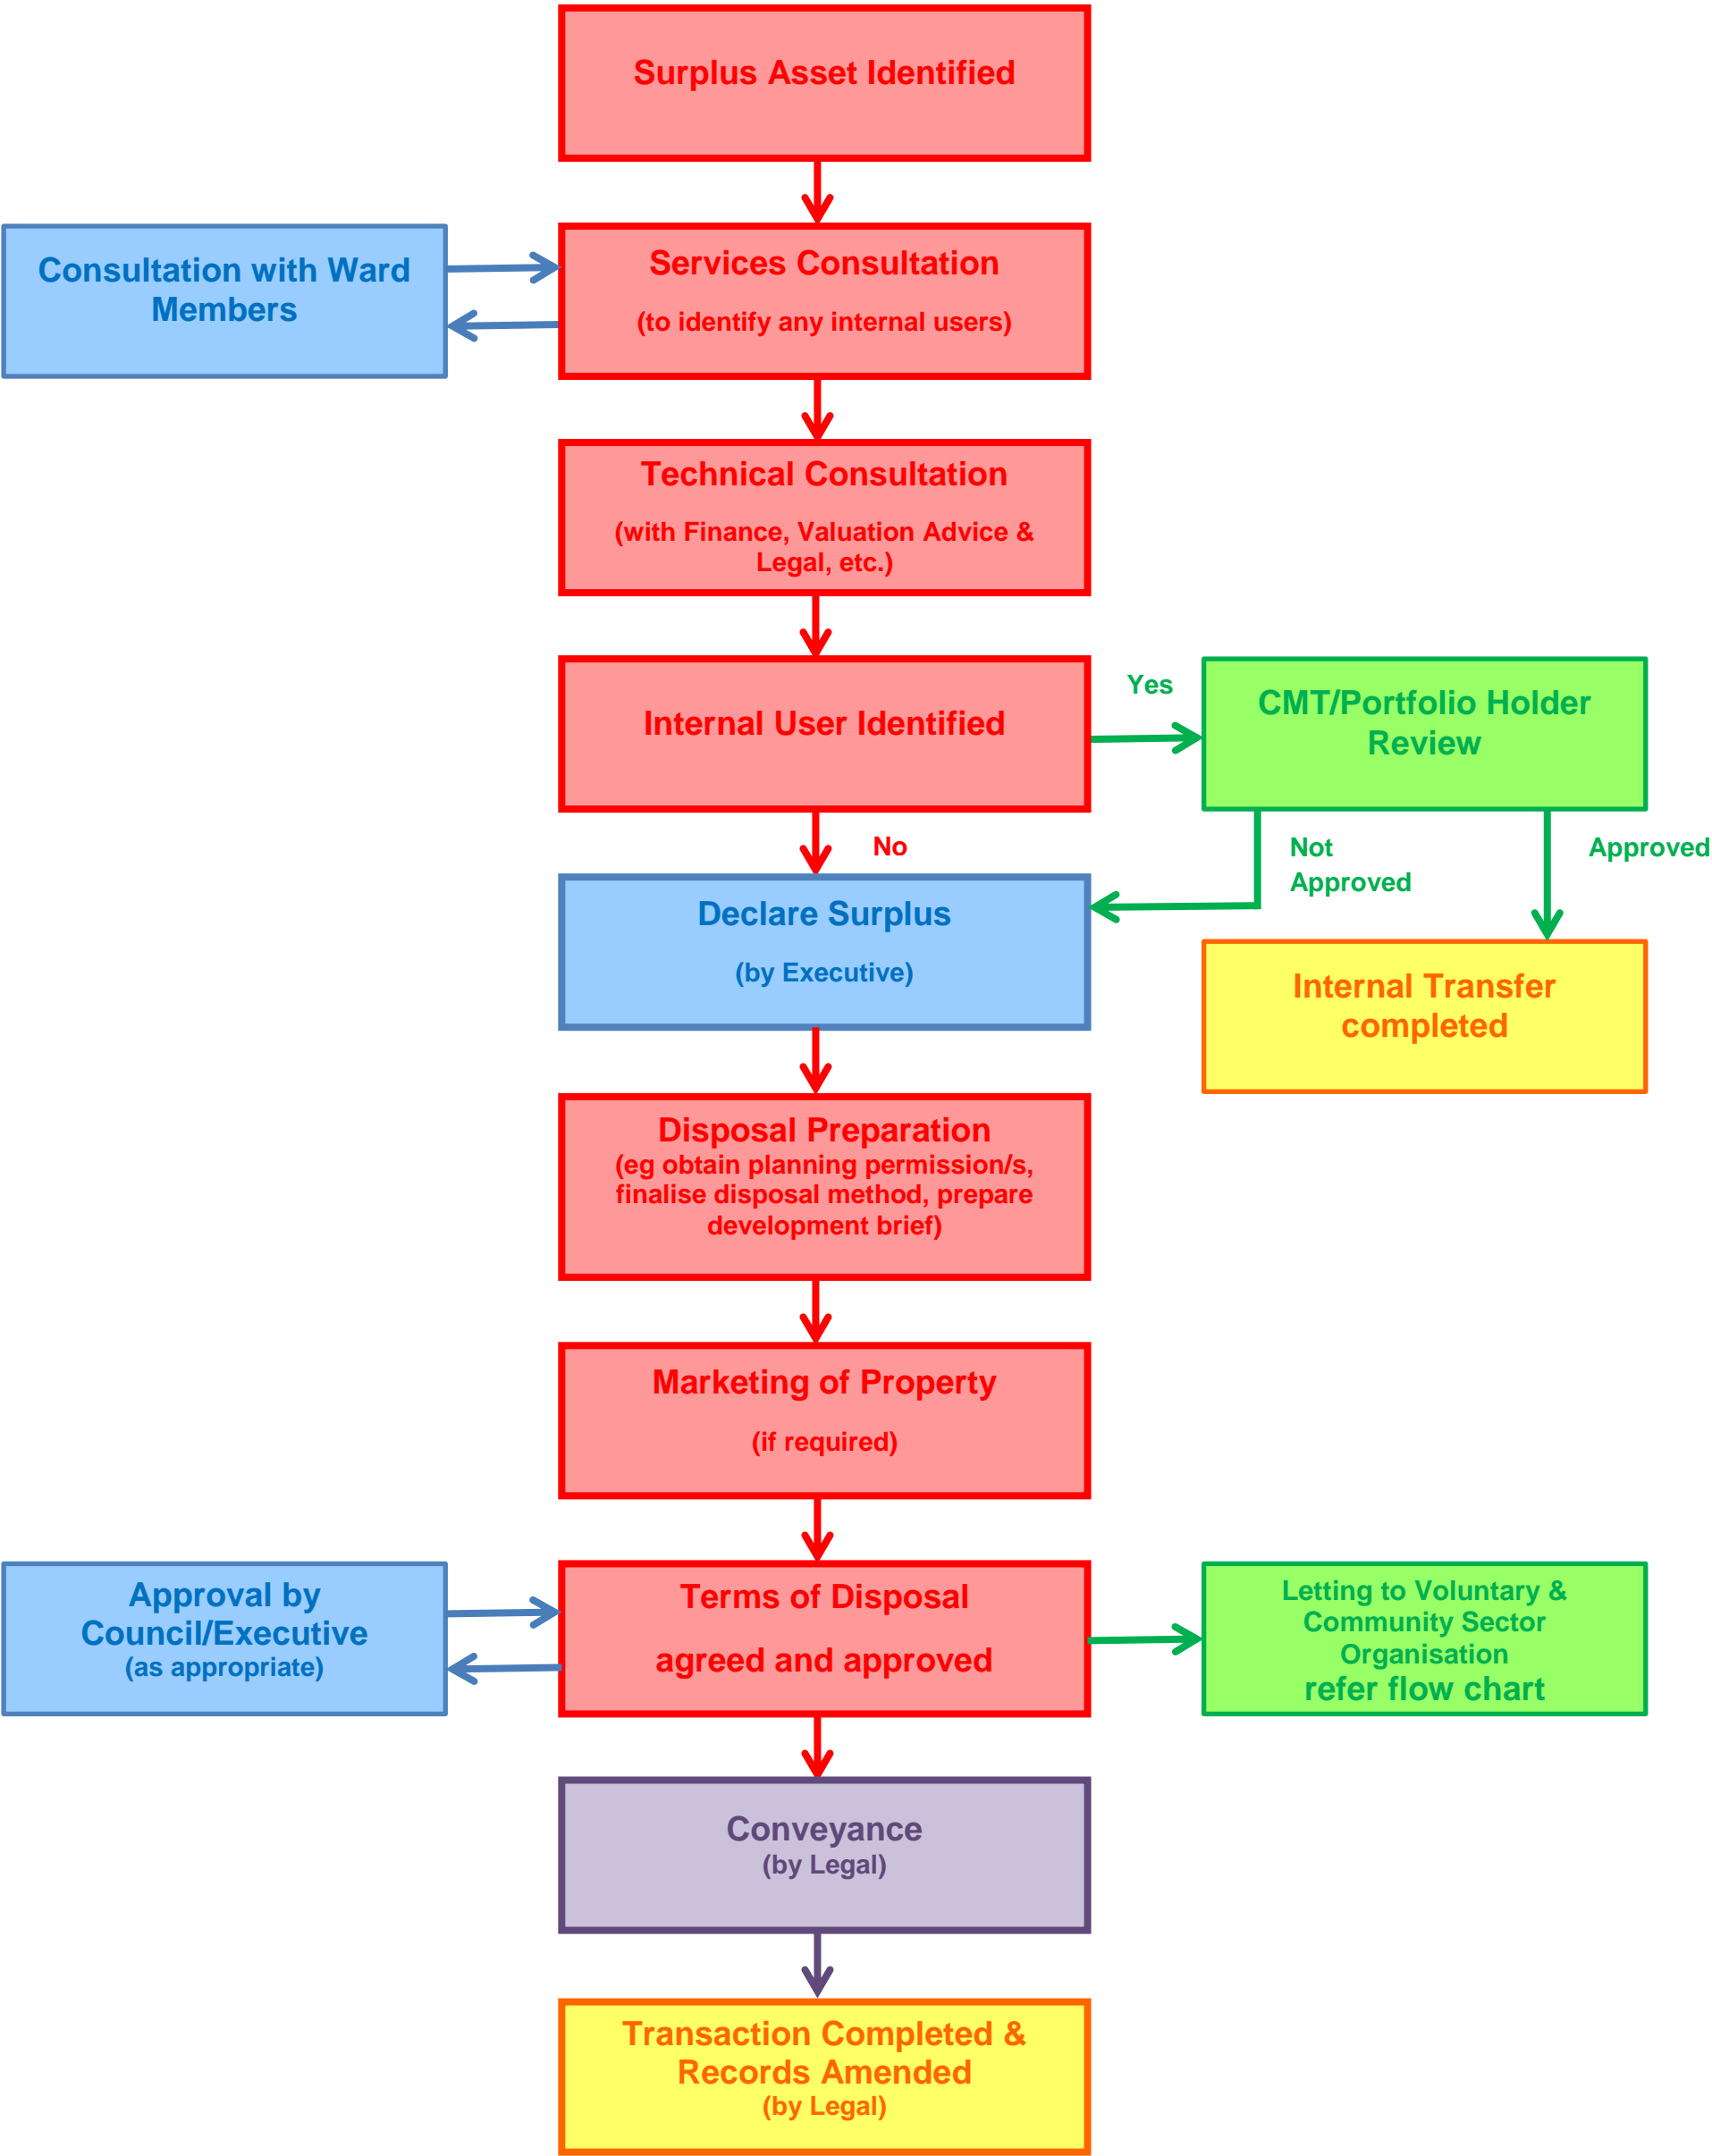 Surplus Asset Identified
Consultation with Ward
Members
Services Consultation
(to identify any internal users)
Technical Consultation
(with Finance, Valuation Advice &
Legal, etc.)
Internal User Identified
Yes
CMT/Portfolio Holder
Review
No
Not
Approved
Approved
Declare Surplus
(by Executive)
Internal Transfer
completed
Disposal Preparation
(eg obtain planning permission/s,
finalise disposal method, prepare
development brief)
Marketing of Property
(if required)
Approval by
Council/Executive
(as appropriate)
Terms of Disposal
agreed and approved
Letting to Voluntary &
Community Sector
Organisation
refer flow chart
Conveyance
(by Legal)
Transaction Completed &
Records Amended
(by Legal)